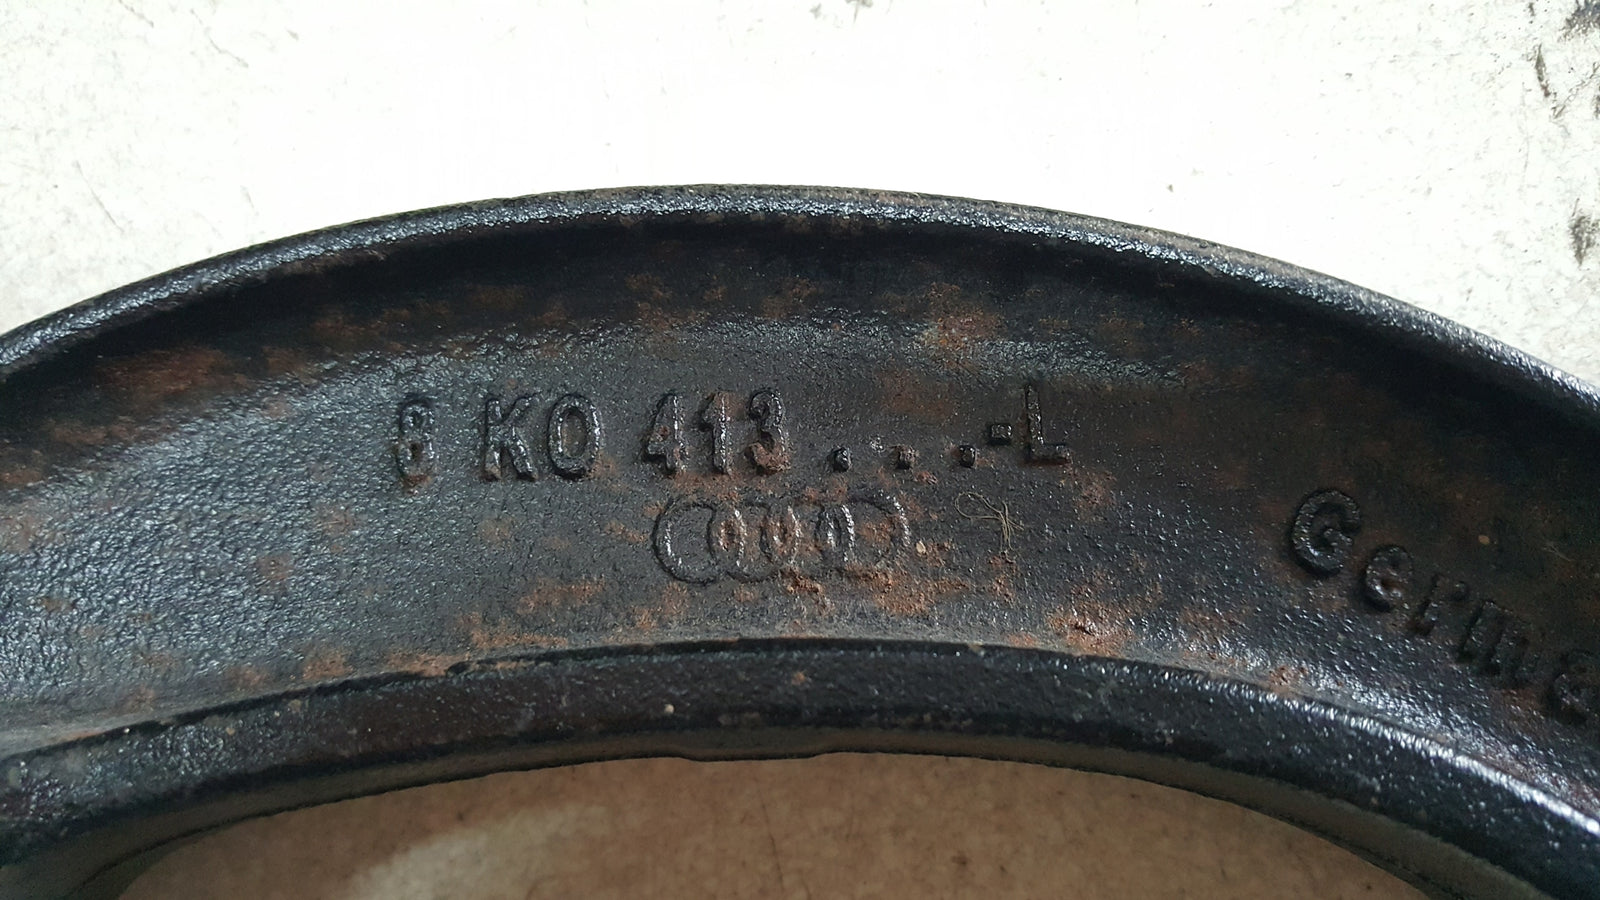 8 K0 413 . . . .-L
Germa